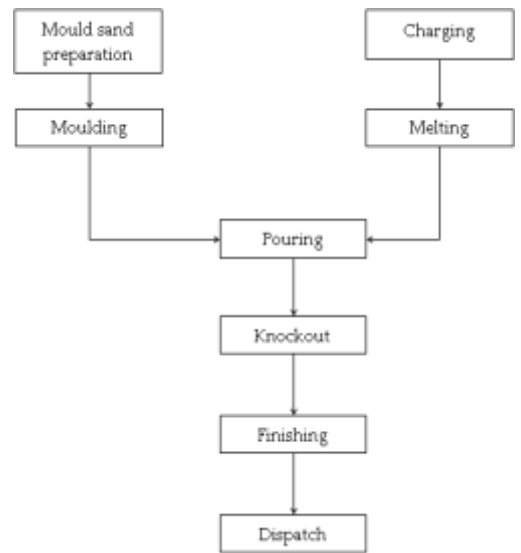 Mould sand
preparation
Charging
Moulding
Melting
Pouring
Knockout
Finishing
Dispatch